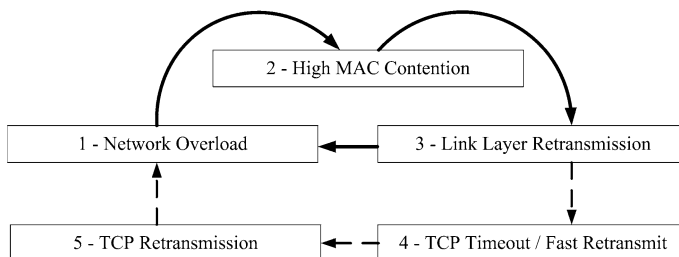 2 - High MAC Contention
1 - Network Overload
3 - Link Layer Retransmission
5 - TCP Retransmission
4 - TCP Timeout / Fast Retransmit